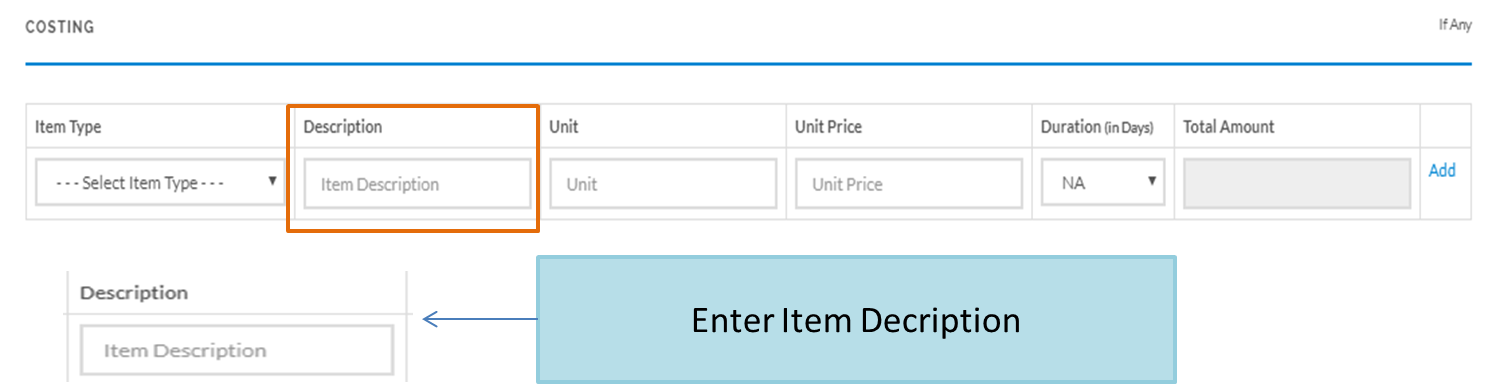 COSTING If Any
Item Type Description Unit Unit Price Duration (in Days) Total Amount
- - - Select Item Type - - - Item Description Unit Unit Price NA Add
Description
Enter Item Decription
Item Description